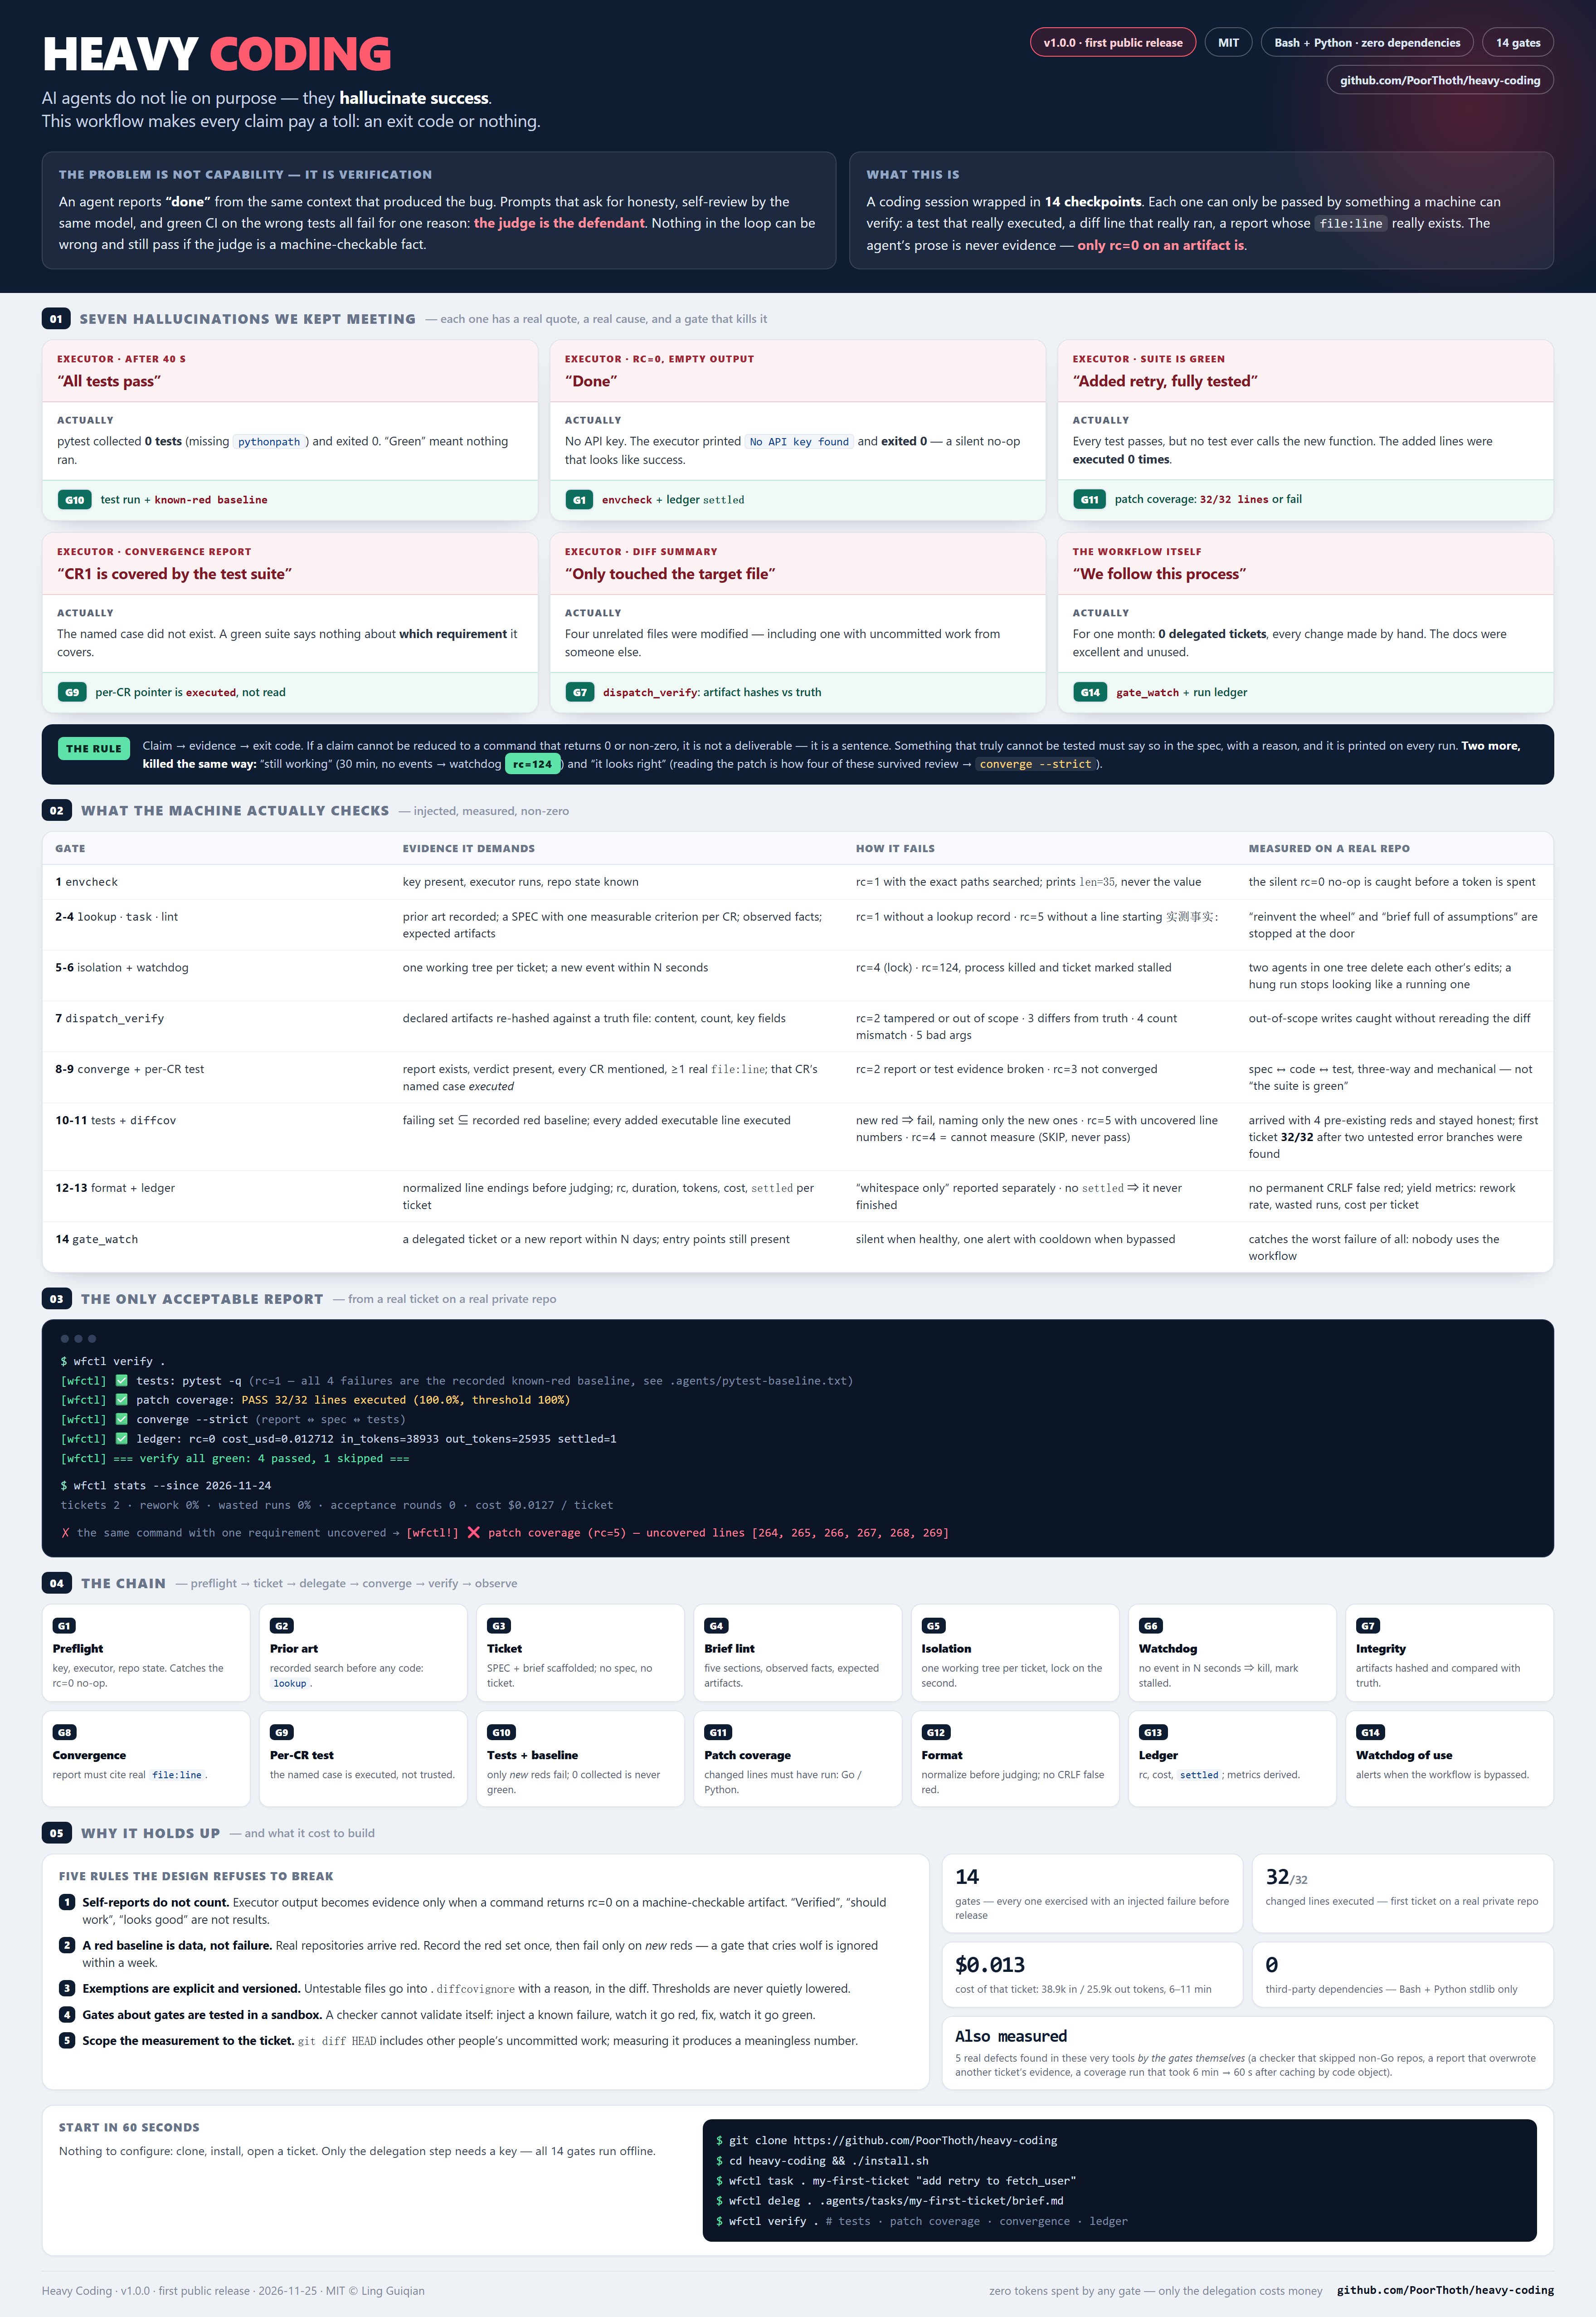 HEAVY CODING
v1.0.0 · first public release
MIT
Bash + Python · zero dependencies
14 gates
github.com/PoorThoth/heavy-coding
AI agents do not lie on purpose — they hallucinate success.
This workflow makes every claim pay a toll: an exit code or nothing.
THE PROBLEM IS NOT CAPABILITY — IT IS VERIFICATION
An agent reports “done” from the same context that produced the bug. Prompts that ask for honesty, self-review by the
same model, and green CI on the wrong tests all fail for one reason: the judge is the defendant. Nothing in the loop can be
wrong and still pass if the judge is a machine-checkable fact.
WHAT THIS IS
A coding session wrapped in 14 checkpoints. Each one can only be passed by something a machine can
verify: a test that really executed, a diff line that really ran, a report whose file:line really exists. The
agent’s prose is never evidence — only rc=0 on an artifact is.
01 SEVEN HALLUCINATIONS WE KEPT MEETING — each one has a real quote, a real cause, and a gate that kills it
EXECUTOR · AFTER 40 S
“All tests pass”
ACTUALLY
pytest collected 0 tests (missing pythonpath) and exited 0. “Green” meant nothing
ran.
G10 test run + known-red baseline
EXECUTOR · RC=0, EMPTY OUTPUT
“Done”
ACTUALLY
No API key. The executor printed No API key found and exited 0 — a silent no-op
that looks like success.
G1 envcheck + ledger settled
EXECUTOR · SUITE IS GREEN
“Added retry, fully tested”
ACTUALLY
Every test passes, but no test ever calls the new function. The added lines were
executed 0 times.
G11 patch coverage: 32/32 lines or fail
EXECUTOR · CONVERGENCE REPORT
“CR1 is covered by the test suite”
ACTUALLY
The named case did not exist. A green suite says nothing about which requirement it
covers.
G9 per-CR pointer is executed, not read
EXECUTOR · DIFF SUMMARY
“Only touched the target file”
ACTUALLY
Four unrelated files were modified — including one with uncommitted work from
someone else.
G7 dispatch_verify: artifact hashes vs truth
THE WORKFLOW ITSELF
“We follow this process”
ACTUALLY
For one month: 0 delegated tickets, every change made by hand. The docs were
excellent and unused.
G14 gate_watch + run ledger
THE RULE
Claim → evidence → exit code. If a claim cannot be reduced to a command that returns 0 or non-zero, it is not a deliverable — it is a sentence. Something that truly cannot be tested must say so in the spec, with a reason, and it is printed on every run. Two more,
killed the same way: “still working” (30 min, no events → watchdog rc=124) and “it looks right” (reading the patch is how four of these survived review → converge --strict).
02 WHAT THE MACHINE ACTUALLY CHECKS — injected, measured, non-zero
GATE
EVIDENCE IT DEMANDS
HOW IT FAILS
MEASURED ON A REAL REPO
1 envcheck
key present, executor runs, repo state known
rc=1 with the exact paths searched; prints len=35, never the value
the silent rc=0 no-op is caught before a token is spent
2-4 lookup · task · lint
prior art recorded; a SPEC with one measurable criterion per CR; observed facts;
expected artifacts
rc=1 without a lookup record · rc=5 without a line starting 实测事实:
“reinvent the wheel” and “brief full of assumptions” are
stopped at the door
5-6 isolation + watchdog
one working tree per ticket; a new event within N seconds
rc=4 (lock) · rc=124, process killed and ticket marked stalled
two agents in one tree delete each other’s edits; a
hung run stops looking like a running one
7 dispatch_verify
declared artifacts re-hashed against a truth file: content, count, key fields
rc=2 tampered or out of scope · 3 differs from truth · 4 count
mismatch · 5 bad args
out-of-scope writes caught without rereading the diff
8-9 converge + per-CR test
report exists, verdict present, every CR mentioned, ≥1 real file:line; that CR’s
named case executed
rc=2 report or test evidence broken · rc=3 not converged
spec ↔ code ↔ test, three-way and mechanical — not
“the suite is green”
10-11 tests + diffcov
failing set ⊆ recorded red baseline; every added executable line executed
new red ⇒ fail, naming only the new ones · rc=5 with uncovered line
numbers · rc=4 = cannot measure (SKIP, never pass)
arrived with 4 pre-existing reds and stayed honest; first
ticket 32/32 after two untested error branches were
found
12-13 format + ledger
normalized line endings before judging; rc, duration, tokens, cost, settled per
ticket
“whitespace only” reported separately · no settled ⇒ it never
finished
no permanent CRLF false red; yield metrics: rework
rate, wasted runs, cost per ticket
14 gate_watch
a delegated ticket or a new report within N days; entry points still present
silent when healthy, one alert with cooldown when bypassed
catches the worst failure of all: nobody uses the
workflow
03 THE ONLY ACCEPTABLE REPORT — from a real ticket on a real private repo
$ wfctl verify .
[wfctl] ✅ tests: pytest -q (rc=1 — all 4 failures are the recorded known-red baseline, see .agents/pytest-baseline.txt)
[wfctl] ✅ patch coverage: PASS 32/32 lines executed (100.0%, threshold 100%)
[wfctl] ✅ converge --strict (report ↔ spec ↔ tests)
[wfctl] ✅ ledger: rc=0 cost_usd=0.012712 in_tokens=38933 out_tokens=25935 settled=1
[wfctl] === verify all green: 4 passed, 1 skipped ===
$ wfctl stats --since 2026-11-24
tickets 2 · rework 0% · wasted runs 0% · acceptance rounds 0 · cost $0.0127 / ticket
✗ the same command with one requirement uncovered → [wfctl!] ❌ patch coverage (rc=5) — uncovered lines [264, 265, 266, 267, 268, 269]
04 THE CHAIN — preflight → ticket → delegate → converge → verify → observe
G1
Preflight
key, executor, repo state. Catches the
rc=0 no-op.
G2
Prior art
recorded search before any code:
lookup.
G3
Ticket
SPEC + brief scaffolded; no spec, no
ticket.
G4
Brief lint
five sections, observed facts, expected
artifacts.
G5
Isolation
one working tree per ticket, lock on the
second.
G6
Watchdog
no event in N seconds ⇒ kill, mark
stalled.
G7
Integrity
artifacts hashed and compared with
truth.
G8
Convergence
report must cite real file:line.
G9
Per-CR test
the named case is executed, not trusted.
G10
Tests + baseline
only new reds fail; 0 collected is never
green.
G11
Patch coverage
changed lines must have run: Go /
Python.
G12
Format
normalize before judging; no CRLF false
red.
G13
Ledger
rc, cost, settled; metrics derived.
G14
Watchdog of use
alerts when the workflow is bypassed.
05 WHY IT HOLDS UP — and what it cost to build
FIVE RULES THE DESIGN REFUSES TO BREAK
1 Self-reports do not count. Executor output becomes evidence only when a command returns rc=0 on a machine-checkable artifact. “Verified”, “should
work”, “looks good” are not results.
2 A red baseline is data, not failure. Real repositories arrive red. Record the red set once, then fail only on new reds — a gate that cries wolf is ignored
within a week.
3 Exemptions are explicit and versioned. Untestable files go into .diffcovignore with a reason, in the diff. Thresholds are never quietly lowered.
4 Gates about gates are tested in a sandbox. A checker cannot validate itself: inject a known failure, watch it go red, fix, watch it go green.
5 Scope the measurement to the ticket. git diff HEAD includes other people’s uncommitted work; measuring it produces a meaningless number.
14
gates — every one exercised with an injected failure before
release
32/32
changed lines executed — first ticket on a real private repo
$0.013
cost of that ticket: 38.9k in / 25.9k out tokens, 6–11 min
0
third-party dependencies — Bash + Python stdlib only
Also measured
5 real defects found in these very tools by the gates themselves (a checker that skipped non-Go repos, a report that overwrote
another ticket’s evidence, a coverage run that took 6 min → 60 s after caching by code object).
START IN 60 SECONDS
Nothing to configure: clone, install, open a ticket. Only the delegation step needs a key — all 14 gates run offline.
$ git clone https://github.com/PoorThoth/heavy-coding
$ cd heavy-coding && ./install.sh
$ wfctl task . my-first-ticket "add retry to fetch_user"
$ wfctl deleg . .agents/tasks/my-first-ticket/brief.md
$ wfctl verify . # tests · patch coverage · convergence · ledger
Heavy Coding · v1.0.0 · first public release · 2026-11-25 · MIT © Ling Guiqian
zero tokens spent by any gate — only the delegation costs money github.com/PoorThoth/heavy-coding